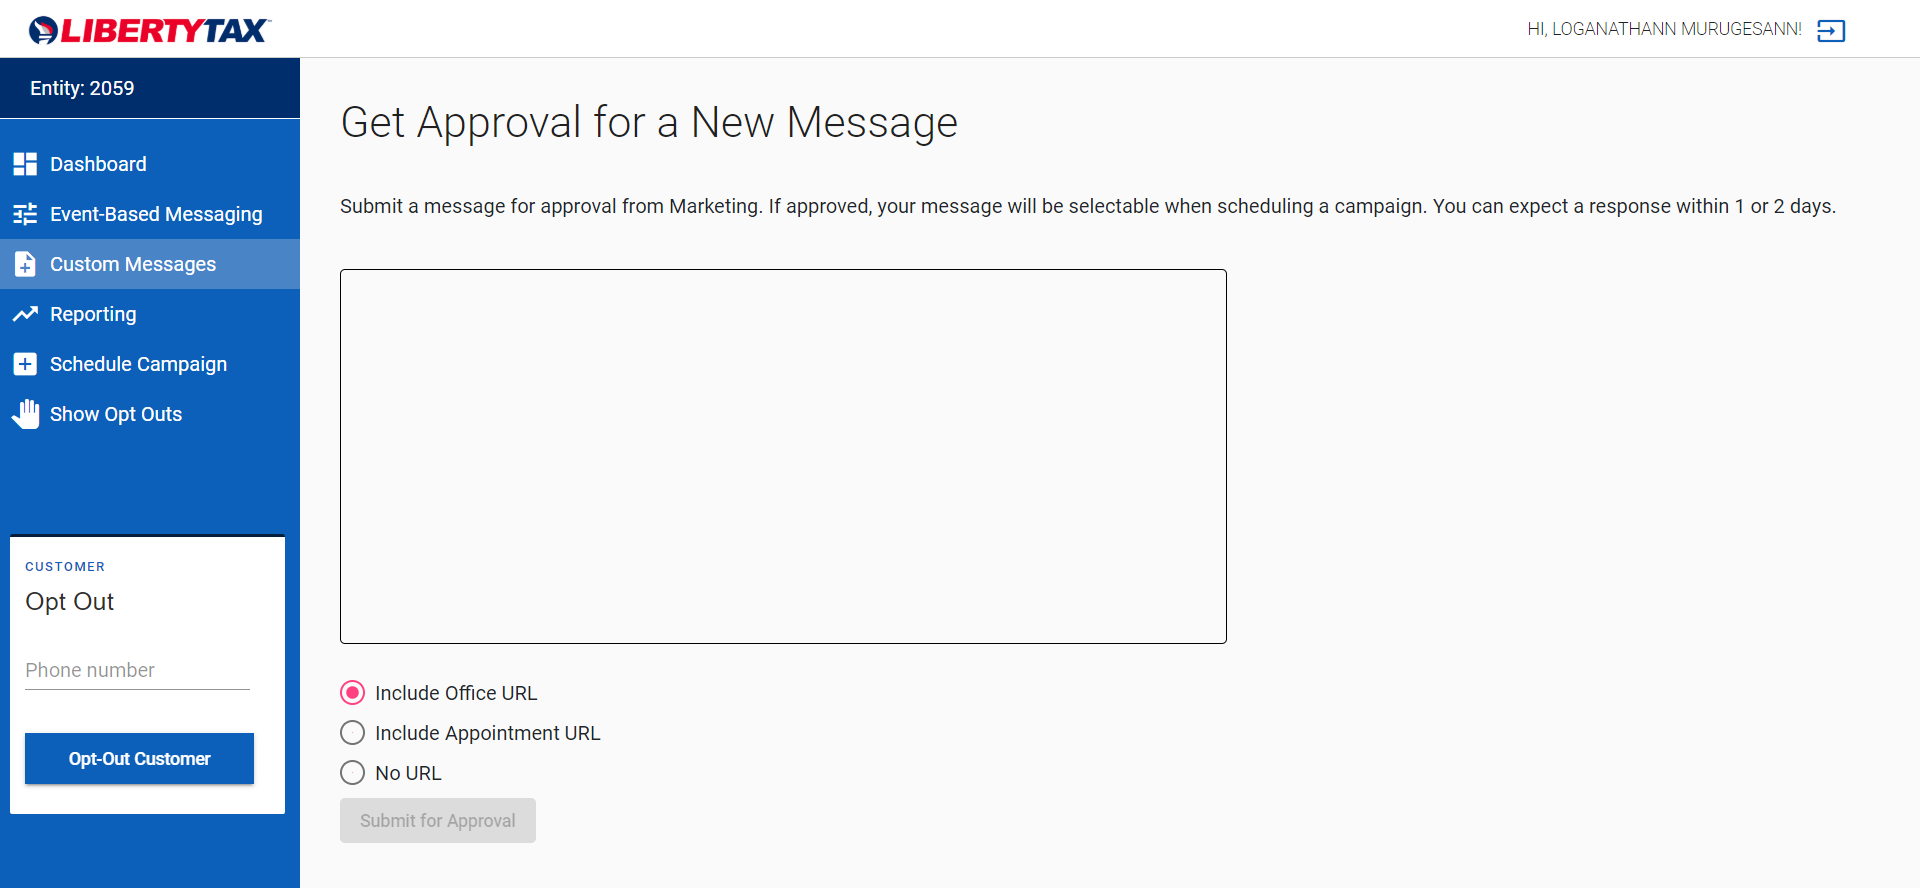 LIBERTYTAX™
HI, LOGANATHANN MURUGESANN!
Entity: 2059
Dashboard
Event-Based Messaging
Custom Messages
Reporting
Schedule Campaign
Show Opt Outs
CUSTOMER
Opt Out
Phone number
Opt-Out Customer
Get Approval for a New Message
Submit a message for approval from Marketing. If approved, your message will be selectable when scheduling a campaign. You can expect a response within 1 or 2 days.
Include Office URL
Include Appointment URL
No URL
Submit for Approval